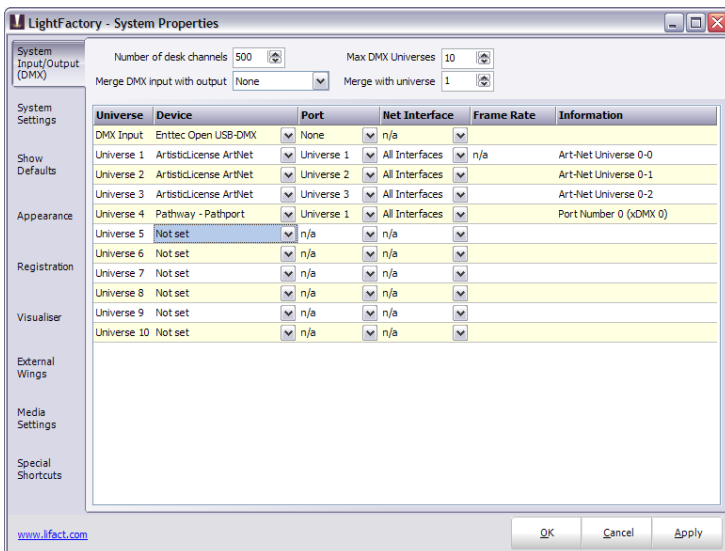 LightFactory - System Properties
System
Input/Output
(DMX)
System
Settings
Show
Defaults
Appearance
Registration
Visualiser
External
Wings
Media
Settings
Special
Shortcuts
Number of desk channels 500 Max DMX Universes 10
Merge DMX input with output None Merge with universe 1
Universe Device Port Net Interface Frame Rate Information
DMX Input Enttec Open USB-DMX None n/a
Universe 1 ArtisticLicense ArtNet Universe 1 All Interfaces n/a Art-Net Universe 0-0
Universe 2 ArtisticLicense ArtNet Universe 2 All Interfaces Art-Net Universe 0-1
Universe 3 ArtisticLicense ArtNet Universe 3 All Interfaces Art-Net Universe 0-2
Universe 4 Pathway - Pathport Universe 1 All Interfaces Port Number 0 (xDMX 0)
Universe 5 Not set n/a n/a
Universe 6 Not set n/a n/a
Universe 7 Not set n/a n/a
Universe 8 Not set n/a n/a
Universe 9 Not set n/a n/a
Universe 10 Not set n/a n/a
www.lifact.com OK Cancel Apply